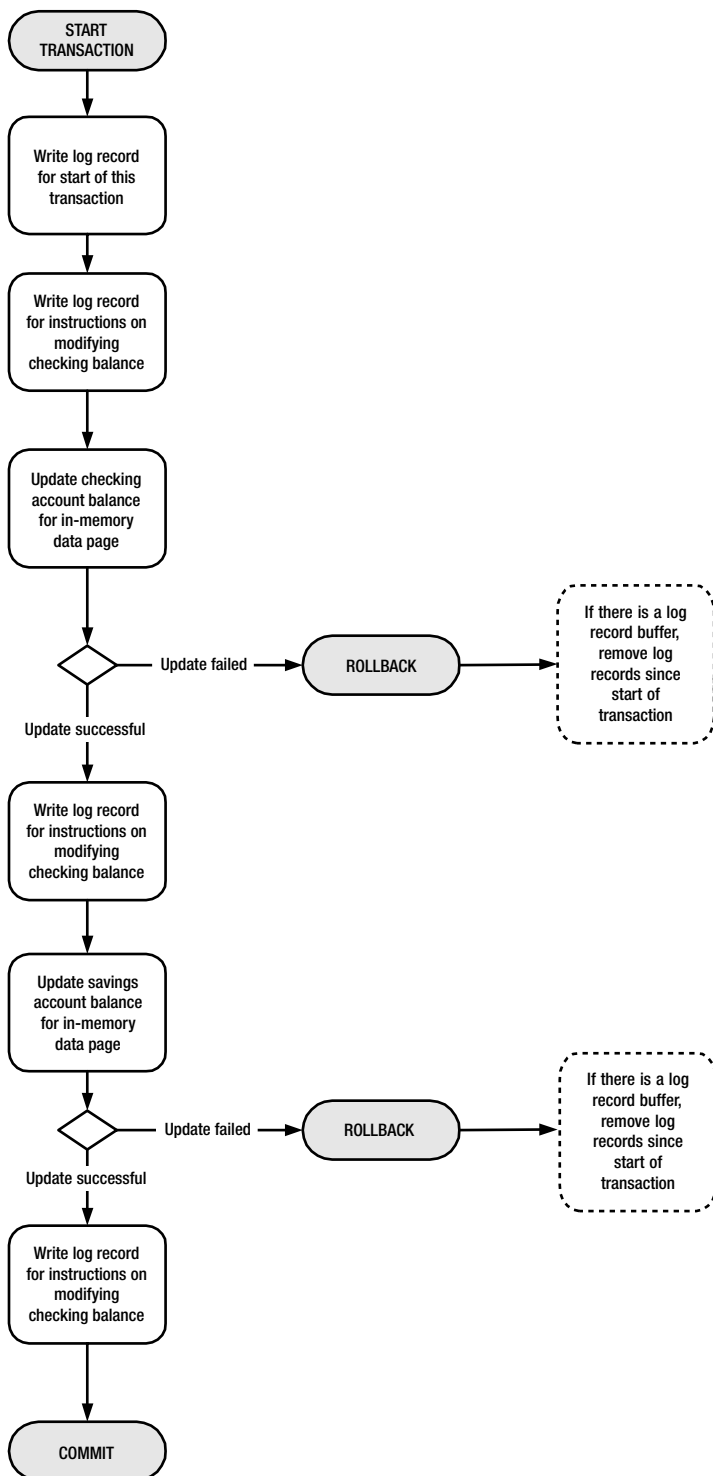 START
TRANSACTION
Write log record
for start of this
transaction
Write log record
for instructions on
modifying
checking balance
Update checking
account balance
for in-memory
data page
Update failed
ROLLBACK
If there is a log
record buffer,
remove log
records since
start of
transaction
Update successful
Write log record
for instructions on
modifying
checking balance
Update savings
account balance
for in-memory
data page
Update failed
ROLLBACK
If there is a log
record buffer,
remove log
records since
start of
transaction
Update successful
Write log record
for instructions on
modifying
checking balance
COMMIT